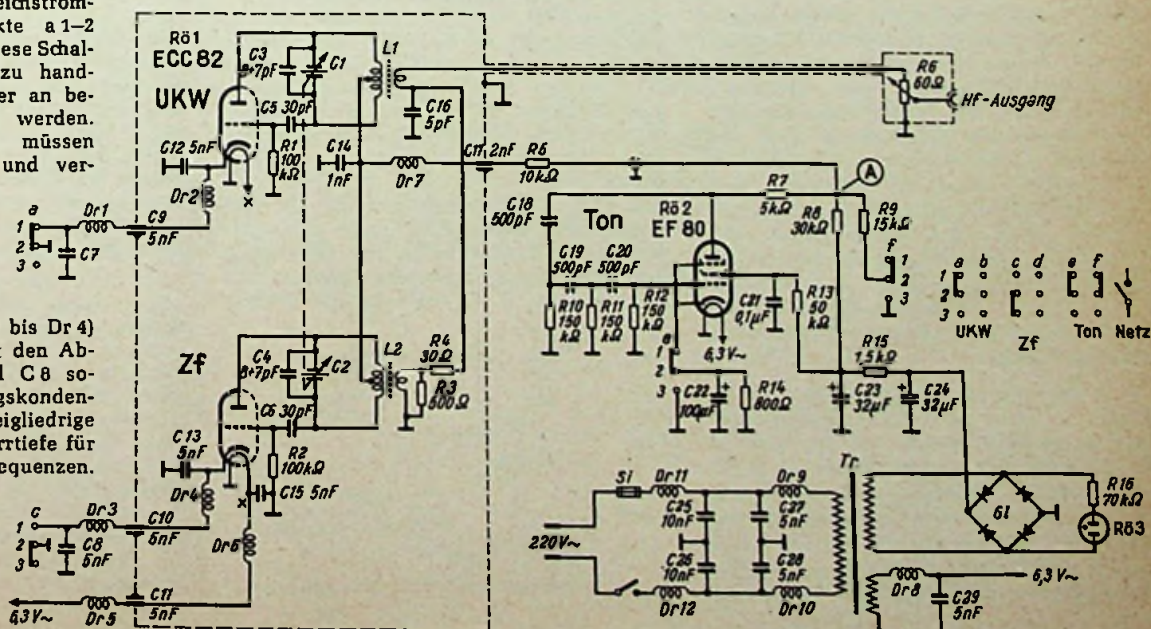 eichstrom-
kte a 1–2
ese Schal-
zu hand-
er an be-
werden.
müssen
und ver-
bis Dr 4)
den Ab-
C 8 so-
gskonden-
eigliedrige
rrtiefe für
equenzen.
Rö1
ECC 82
UKW
C3
8+7pF
C1
L1
C5 30pF
C16
5pF
C12 5nF
R1
100
kΩ
C14
1nF
Dr7
C17 2nF
R6
10kΩ
Dr2
a
1
2
3
Dr1
C7
C9
5nF
x
R6
60Ω
Hf-Ausgang
A
R7
5kΩ
R8
30kΩ
R9
15kΩ
f
1
2
3
C18
500pF
Ton
Rö2
EF 80
C19
500pF
C20
500pF
R10
150
kΩ
R11
150
kΩ
R12
150
kΩ
C21
0,1µF
R13
50
kΩ
6,3V~
e
1
2
3
C22
100µF
R14
800Ω
R15
1,5kΩ
C23
32µF
C24
32µF
a b c d e f
1
2
3
UKW Zf Ton Netz
Zf
C4
8+7pF
C2
L2
R4
30Ω
R3
500Ω
C6 30pF
C13
5nF
R2
100kΩ
C15 5nF
Dr4
x
c
1
2
3
Dr3
C8
5nF
C10
5nF
Dr6
6,3V~
Dr5
C11
5nF
Si
Dr11
Dr9
Tr
220V~
C25
10nF
C27
5nF
C26
10nF
C28
5nF
Dr12
Dr10
Gl
R16
70kΩ
Rö3
Dr8
6,3V~
C29
5nF